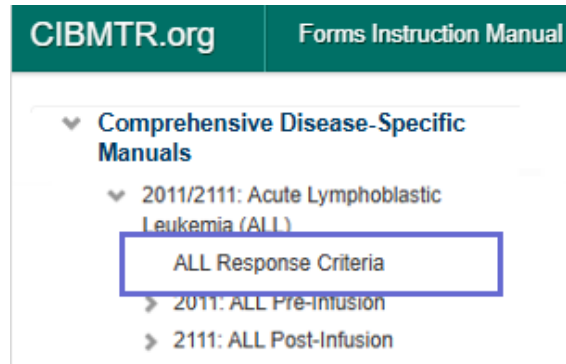 CIBMTR.org
Forms Instruction Manual
Comprehensive Disease-Specific
Manuals
2011/2111: Acute Lymphoblastic
Leukemia (ALL)
ALL Response Criteria
2011: ALL Pre-Infusion
2111: ALL Post-Infusion